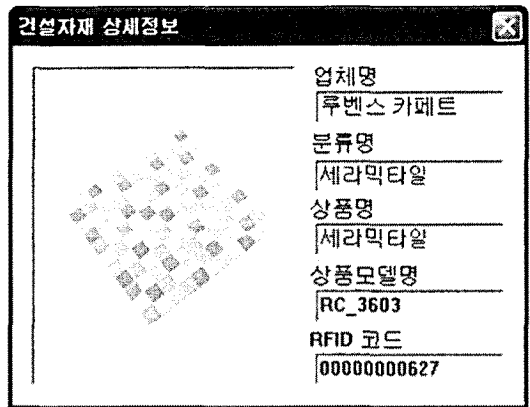 건설자재 상세정보
업체명
루벤스 카페트
분류명
세라믹타일
상품명
세라믹타일
상품모델명
RC_3603
RFID 코드
00000000627